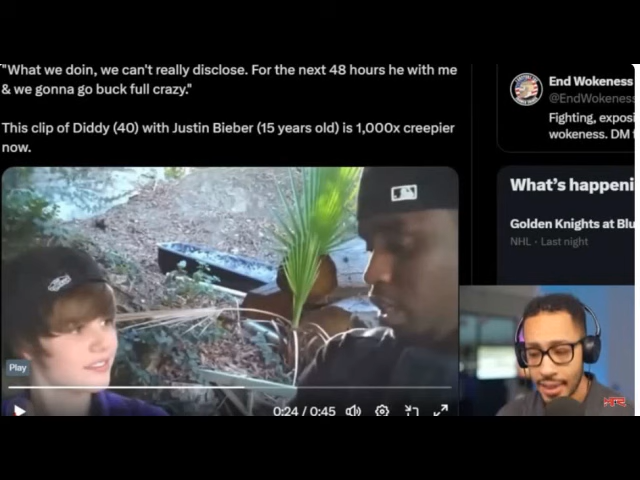 "What we doin, we can't really disclose. For the next 48 hours he with me
& we gonna go buck full crazy."
This clip of Diddy (40) with Justin Bieber (15 years old) is 1,000x creepier
now.
Play
0:24 / 0:45
End Wokeness
@EndWokeness
Fighting, exposi
wokeness. DM
What's happeni
Golden Knights at Blu
NHL · Last night